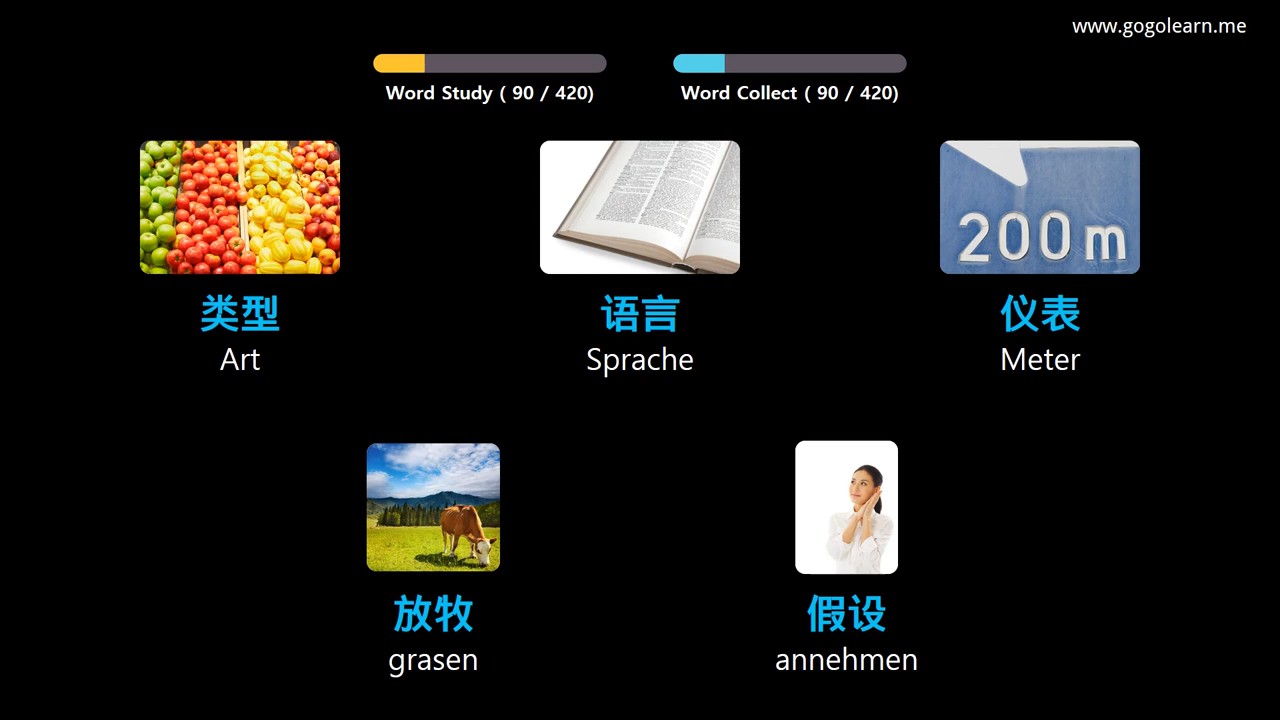 www.gogolearn.me
Word Study ( 90 / 420)
Word Collect ( 90 / 420)
200m
类型
语言
仪表
Art
Sprache
Meter
放牧
假设
grasen
annehmen